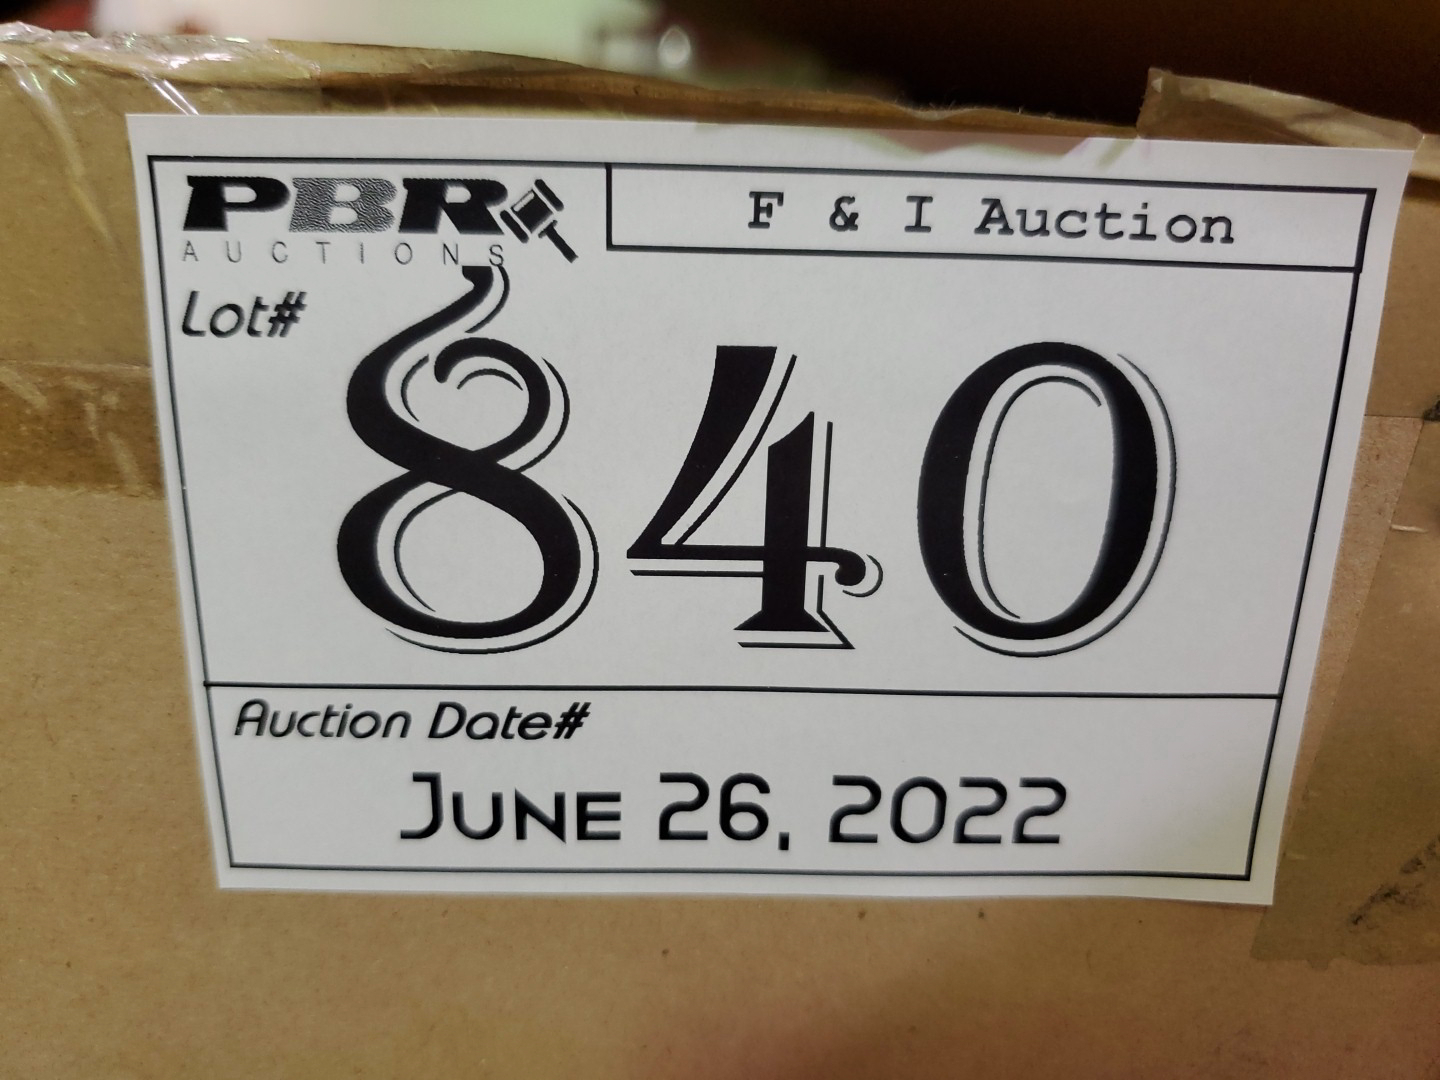 PBR
AUCTIONS
F & I Auction
Lot#
840
Auction Date#
June 26, 2022